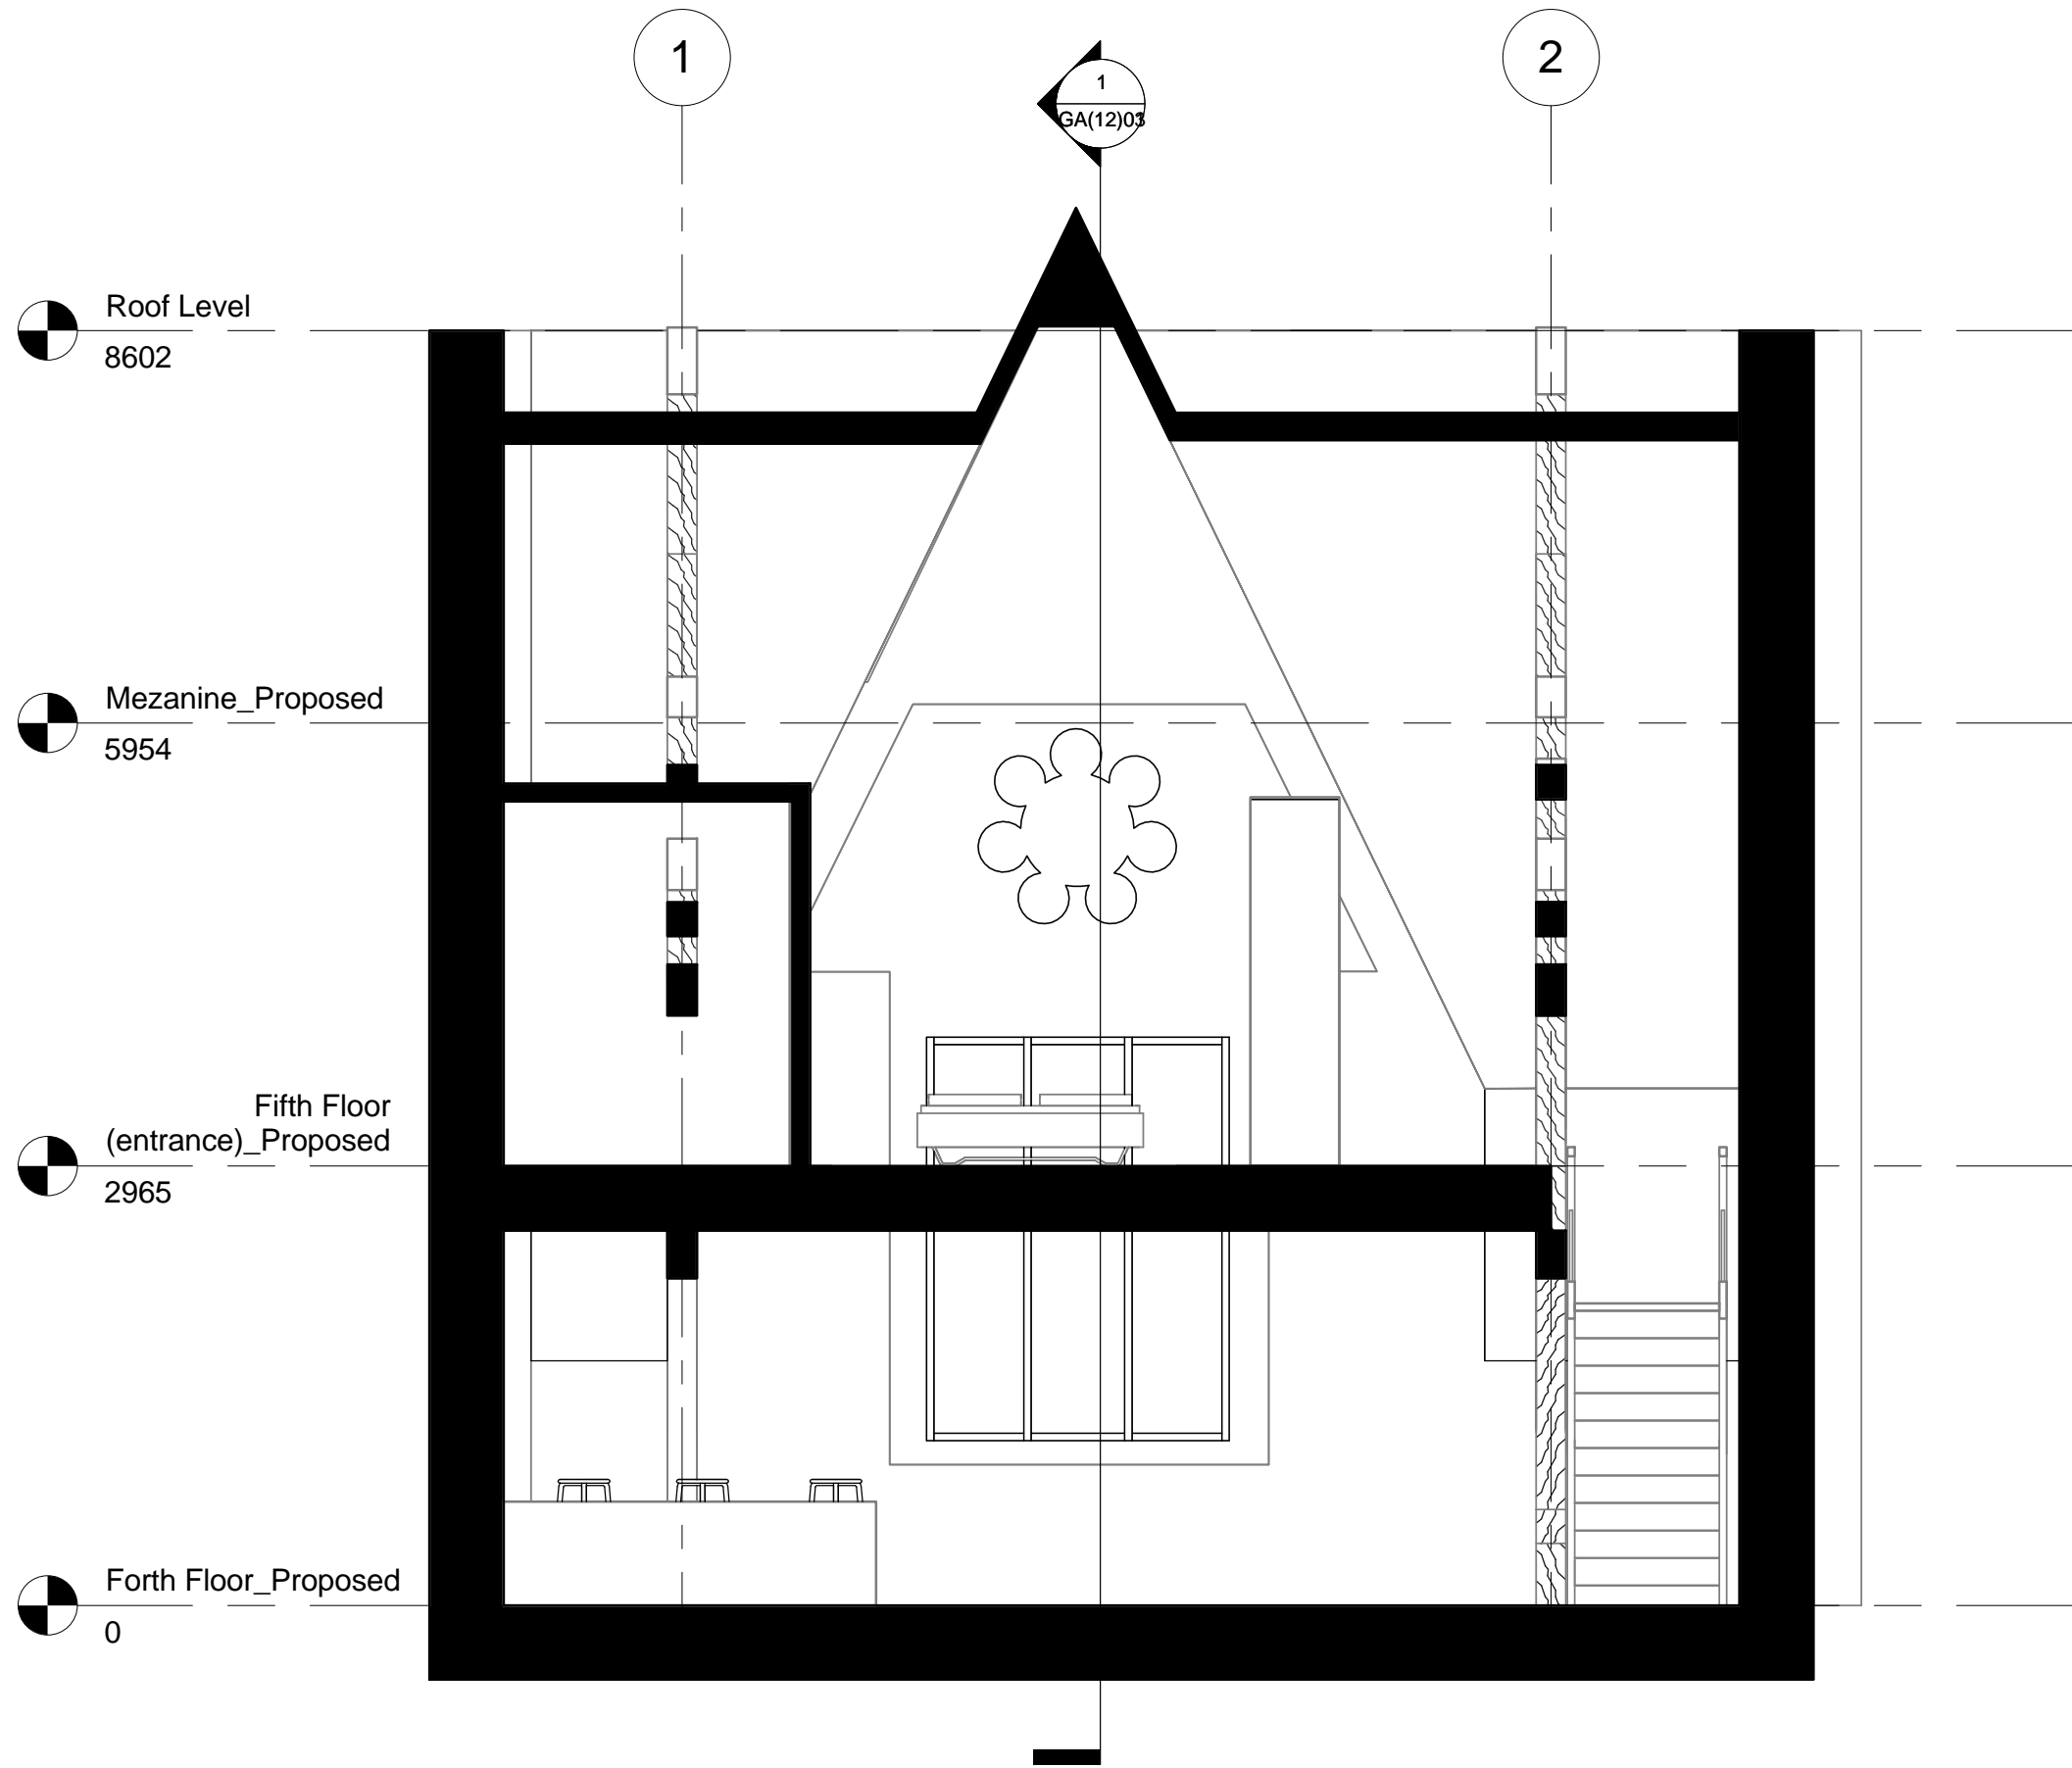 1
2
1
GA(12)03
Roof Level
8602
Mezanine_Proposed
5954
Fifth Floor
(entrance)_Proposed
2965
Forth Floor_Proposed
0